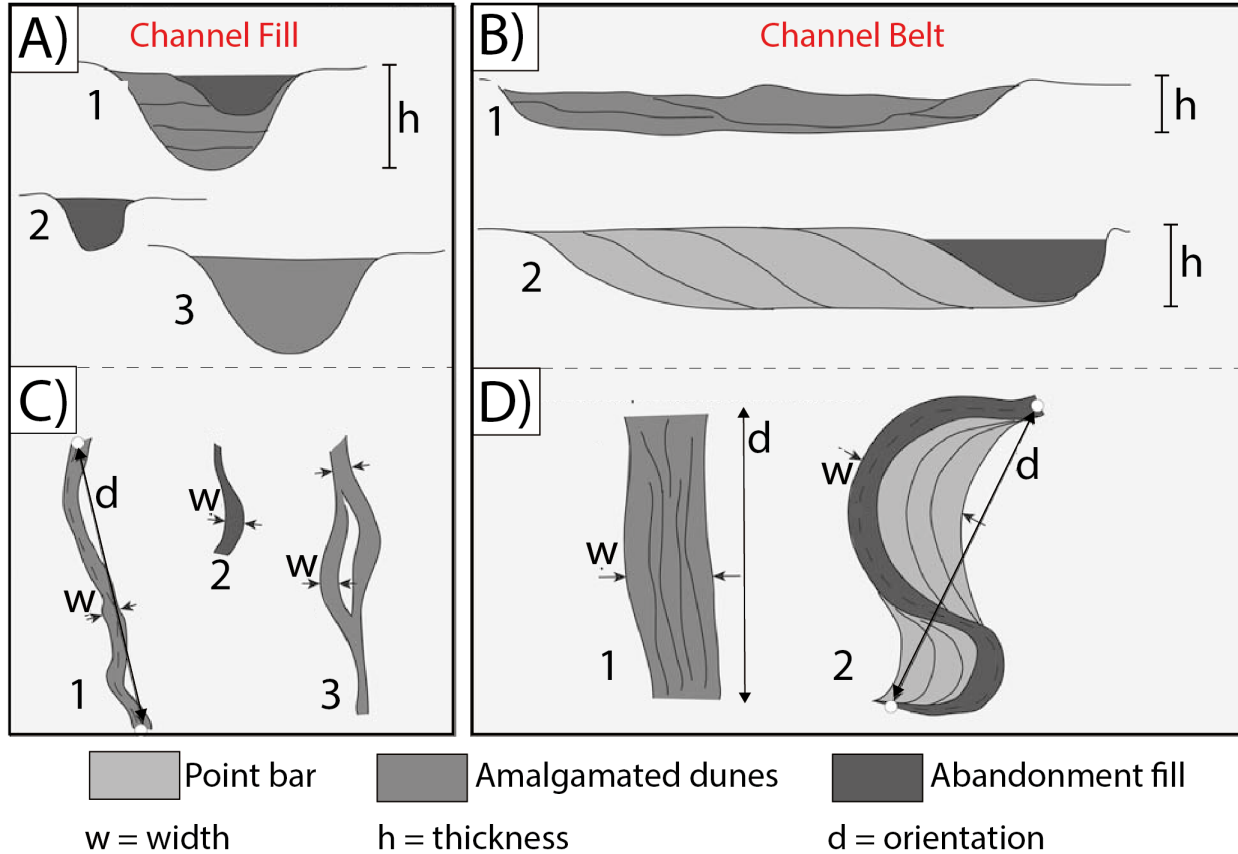 A)
Channel Fill
1
h
2
3
B)
Channel Belt
1
h
2
h
C)
d
w
1
w
2
w
3
D)
w
d
1
w
d
2
Point bar
Amalgamated dunes
Abandonment fill
w = width
h = thickness
d = orientation